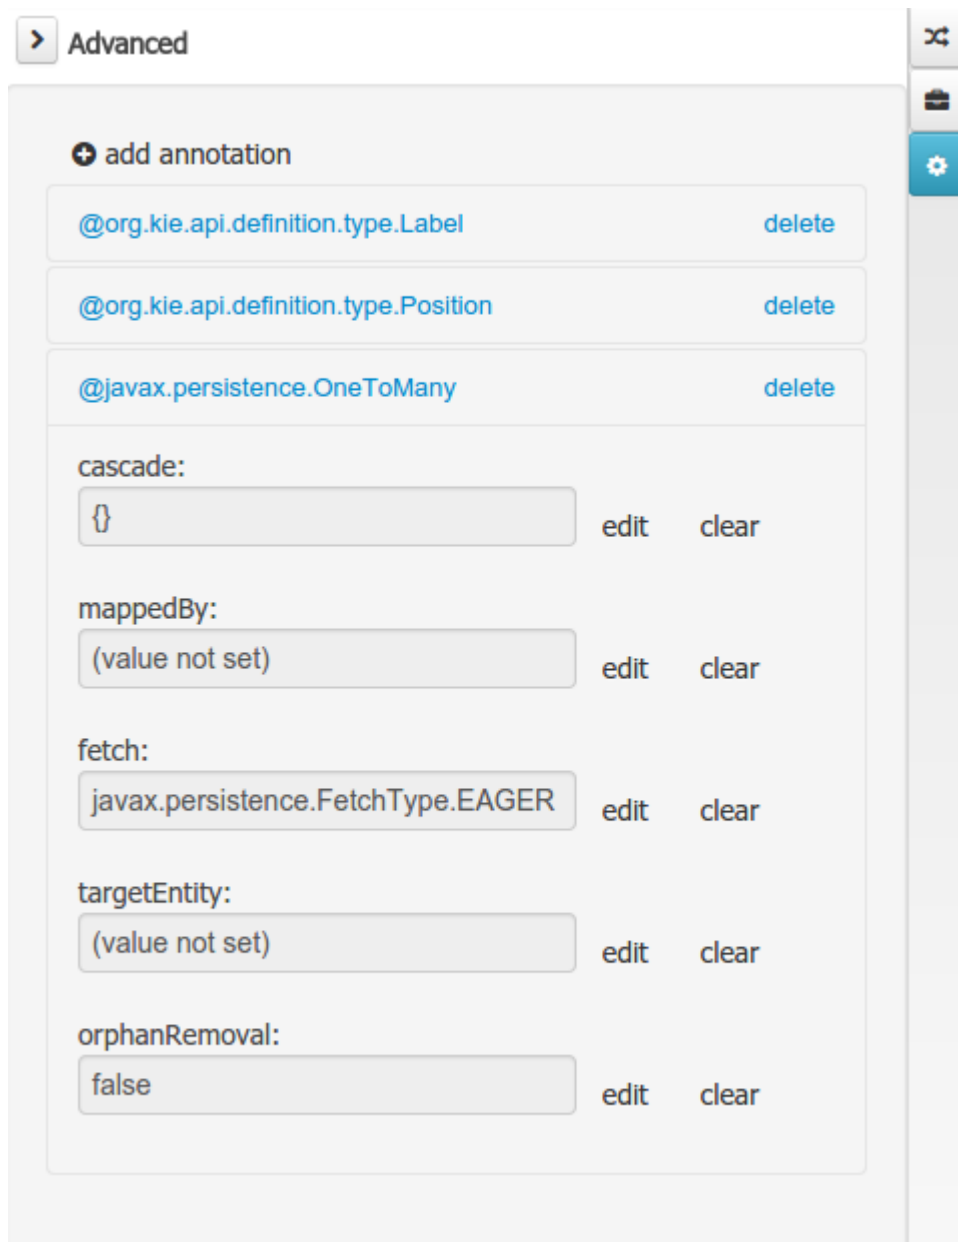 Advanced
add annotation
@org.kie.api.definition.type.Label delete
@org.kie.api.definition.type.Position delete
@javax.persistence.OneToMany delete
cascade:
{} edit clear
mappedBy:
(value not set) edit clear
fetch:
javax.persistence.FetchType.EAGER edit clear
targetEntity:
(value not set) edit clear
orphanRemoval:
false edit clear